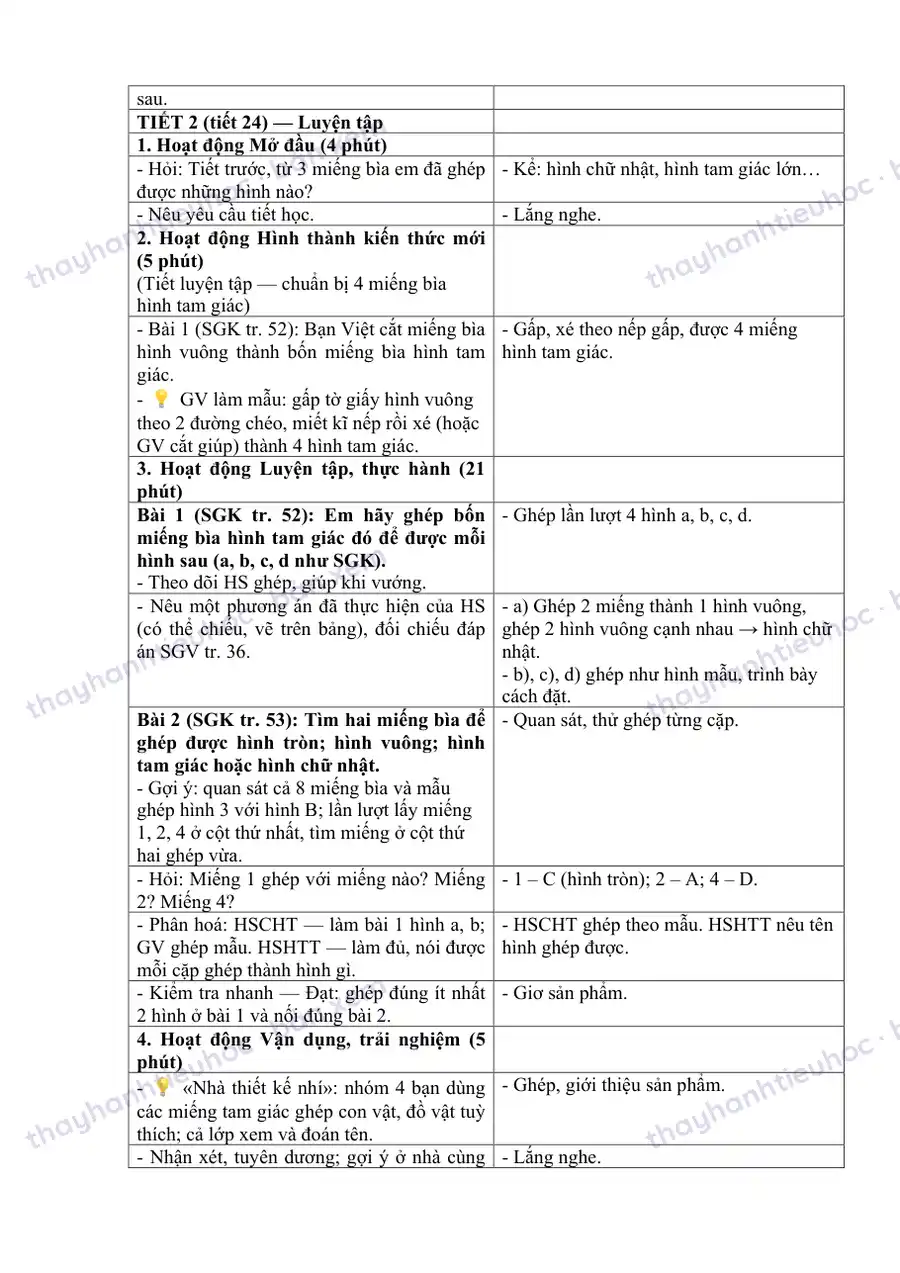 sau.
TIẾT 2 (tiết 24) — Luyện tập
1. Hoạt động Mở đầu (4 phút)
- Hỏi: Tiết trước, từ 3 miếng bìa em đã ghép
được những hình nào?
- Kể: hình chữ nhật, hình tam giác lớn…
- Nêu yêu cầu tiết học.
- Lắng nghe.
2. Hoạt động Hình thành kiến thức mới
(5 phút)
(Tiết luyện tập — chuẩn bị 4 miếng bìa
hình tam giác)
- Bài 1 (SGK tr. 52): Bạn Việt cắt miếng bìa
hình vuông thành bốn miếng bìa hình tam
giác.
- 💡 GV làm mẫu: gấp tờ giấy hình vuông
theo 2 đường chéo, miết kĩ nếp rồi xé (hoặc
GV cắt giúp) thành 4 hình tam giác.
- Gấp, xé theo nếp gấp, được 4 miếng
hình tam giác.
3. Hoạt động Luyện tập, thực hành (21
phút)
Bài 1 (SGK tr. 52): Em hãy ghép bốn
miếng bìa hình tam giác đó để được mỗi
hình sau (a, b, c, d như SGK).
- Theo dõi HS ghép, giúp khi vướng.
- Ghép lần lượt 4 hình a, b, c, d.
- Nêu một phương án đã thực hiện của HS
(có thể chiếu, vẽ trên bảng), đối chiếu đáp
án SGV tr. 36.
- a) Ghép 2 miếng thành 1 hình vuông,
ghép 2 hình vuông cạnh nhau → hình chữ
nhật.
- b), c), d) ghép như hình mẫu, trình bày
cách đặt.
Bài 2 (SGK tr. 53): Tìm hai miếng bìa để
ghép được hình tròn; hình vuông; hình
tam giác hoặc hình chữ nhật.
- Gợi ý: quan sát cả 8 miếng bìa và mẫu
ghép hình 3 với hình B; lần lượt lấy miếng
1, 2, 4 ở cột thứ nhất, tìm miếng ở cột thứ
hai ghép vừa.
- Quan sát, thử ghép từng cặp.
- Hỏi: Miếng 1 ghép với miếng nào? Miếng
2? Miếng 4?
- 1 – C (hình tròn); 2 – A; 4 – D.
- Phân hoá: HSCHT — làm bài 1 hình a, b;
GV ghép mẫu. HSHTT — làm đủ, nói được
mỗi cặp ghép thành hình gì.
- HSCHT ghép theo mẫu. HSHTT nêu tên
hình ghép được.
- Kiểm tra nhanh — Đạt: ghép đúng ít nhất
2 hình ở bài 1 và nối đúng bài 2.
- Giơ sản phẩm.
4. Hoạt động Vận dụng, trải nghiệm (5
phút)
- 💡 «Nhà thiết kế nhí»: nhóm 4 bạn dùng
các miếng tam giác ghép con vật, đồ vật tuỳ
thích; cả lớp xem và đoán tên.
- Ghép, giới thiệu sản phẩm.
- Nhận xét, tuyên dương; gợi ý ở nhà cùng
- Lắng nghe.
thayhanhtieuhoc · bản xem
thayhanhtieuhoc · b
thayhanhtieuhoc · bản xem
thayhanhtieuhoc · b
thayhanhtieuhoc · bản xem
thayhanhtieuhoc · b